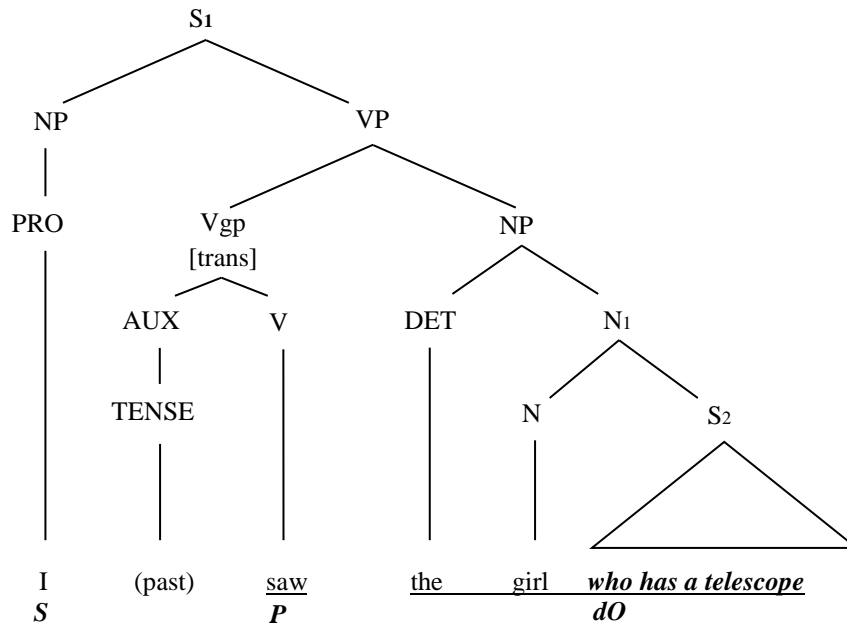 S1
NP VP
PRO Vgp NP
[trans]
AUX V DET N1
TENSE N S2
I (past) saw the girl who has a telescope
S P dO